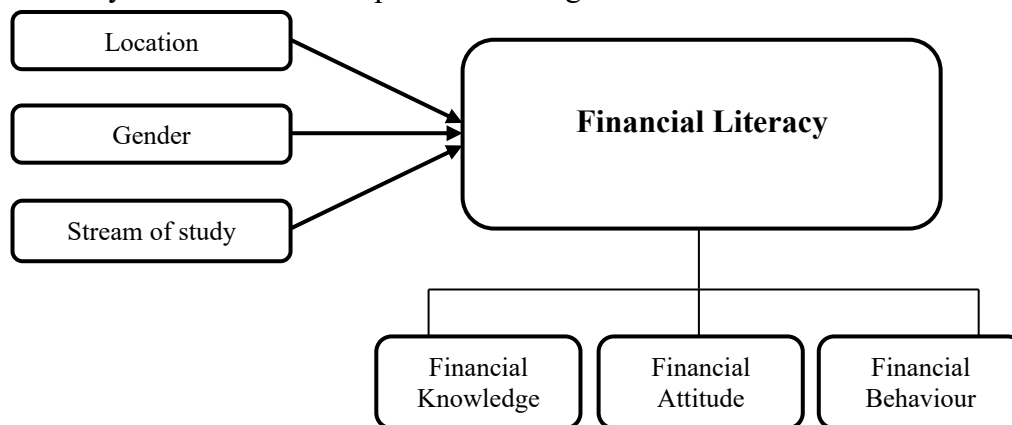 Location
Gender
Financial Literacy
Stream of study
Financial
Knowledge
Financial
Attitude
Financial
Behaviour